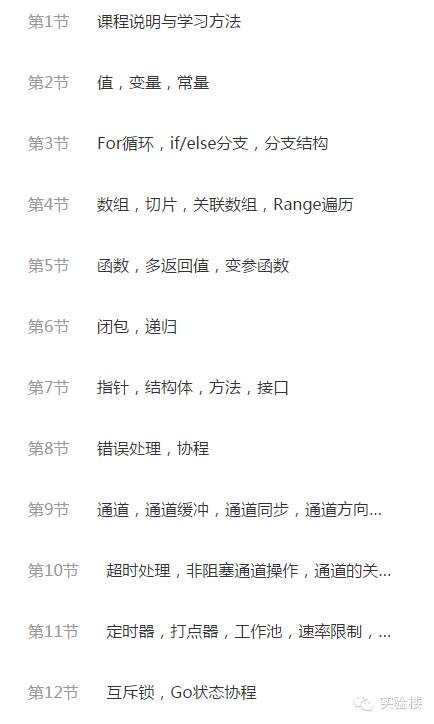 第1节 课程说明与学习方法
第2节 值，变量，常量
第3节 For循环，if/else分支，分支结构
第4节 数组，切片，关联数组，Range遍历
第5节 函数，多返回值，变参函数
第6节 闭包，递归
第7节 指针，结构体，方法，接口
第8节 错误处理，协程
第9节 通道，通道缓冲，通道同步，通道方向...
第10节 超时处理，非阻塞通道操作，通道的关...
第11节 定时器，打点器，工作池，速率限制，...
第12节 互斥锁，Go状态协程
实验楼